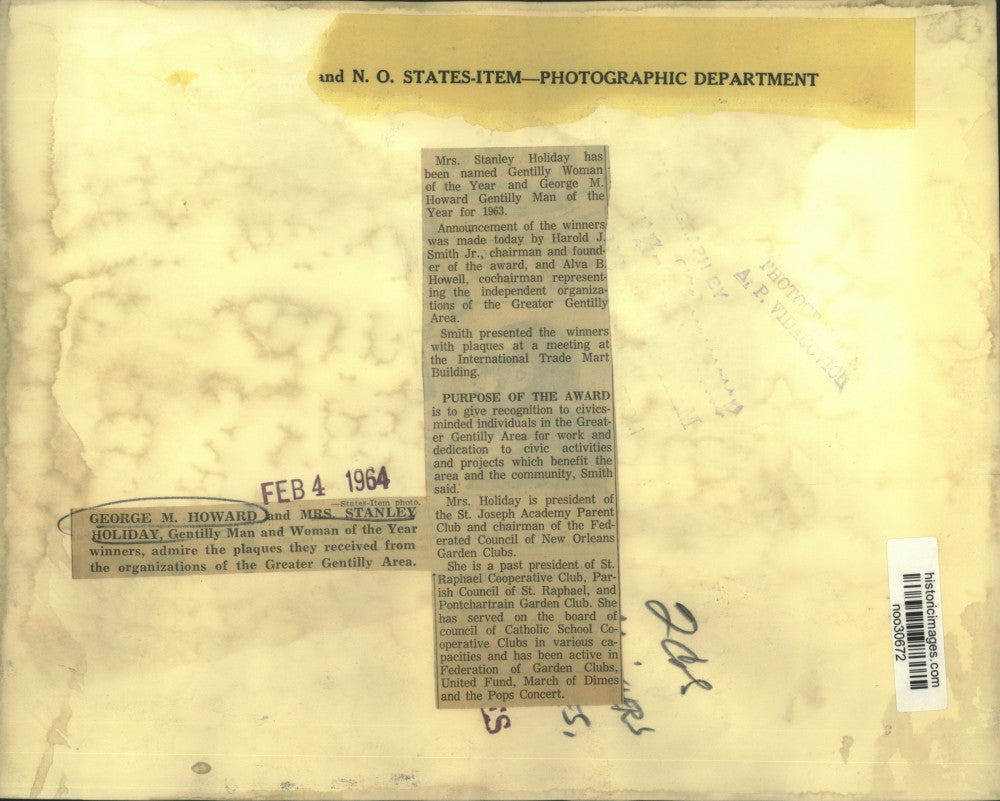 and N. O. STATES-ITEM—PHOTOGRAPHIC DEPARTMENT
Mrs. Stanley Holiday has
been named Gentilly Woman
of the Year and George M.
Howard Gentilly Man of the
Year for 1963.
Announcement of the winners
was made today by Harold J.
Smith Jr., chairman and found-
er of the award, and Alva B.
Howell, cochairman represent-
ing the independent organiza-
tions of the Greater Gentilly
Area.
Smith presented the winners
with plaques at a meeting at
the International Trade Mart
Building.
PURPOSE OF THE AWARD
is to give recognition to civics-
minded individuals in the Great-
er Gentilly Area for work and
dedication to civic activities
and projects which benefit the
area and the community, Smith
said.
Mrs. Holiday is president of
the St. Joseph Academy Parent
Club and chairman of the Fed-
erated Council of New Orleans
Garden Clubs.
She is a past president of St.
Raphael Cooperative Club, Par-
ish Council of St. Raphael, and
Pontchartrain Garden Club. She
has served on the board of
council of Catholic School Co-
operative Clubs in various ca-
pacities and has been active in
Federation of Garden Clubs,
United Fund, March of Dimes
and the Pops Concert.
FEB 4 1964
—States-Item photo.
GEORGE M. HOWARD and MRS. STANLEY
HOLIDAY, Gentilly Man and Woman of the Year
winners, admire the plaques they received from
the organizations of the Greater Gentilly Area.
A. P. VIDACOVICH
historicimages.com
noo30672